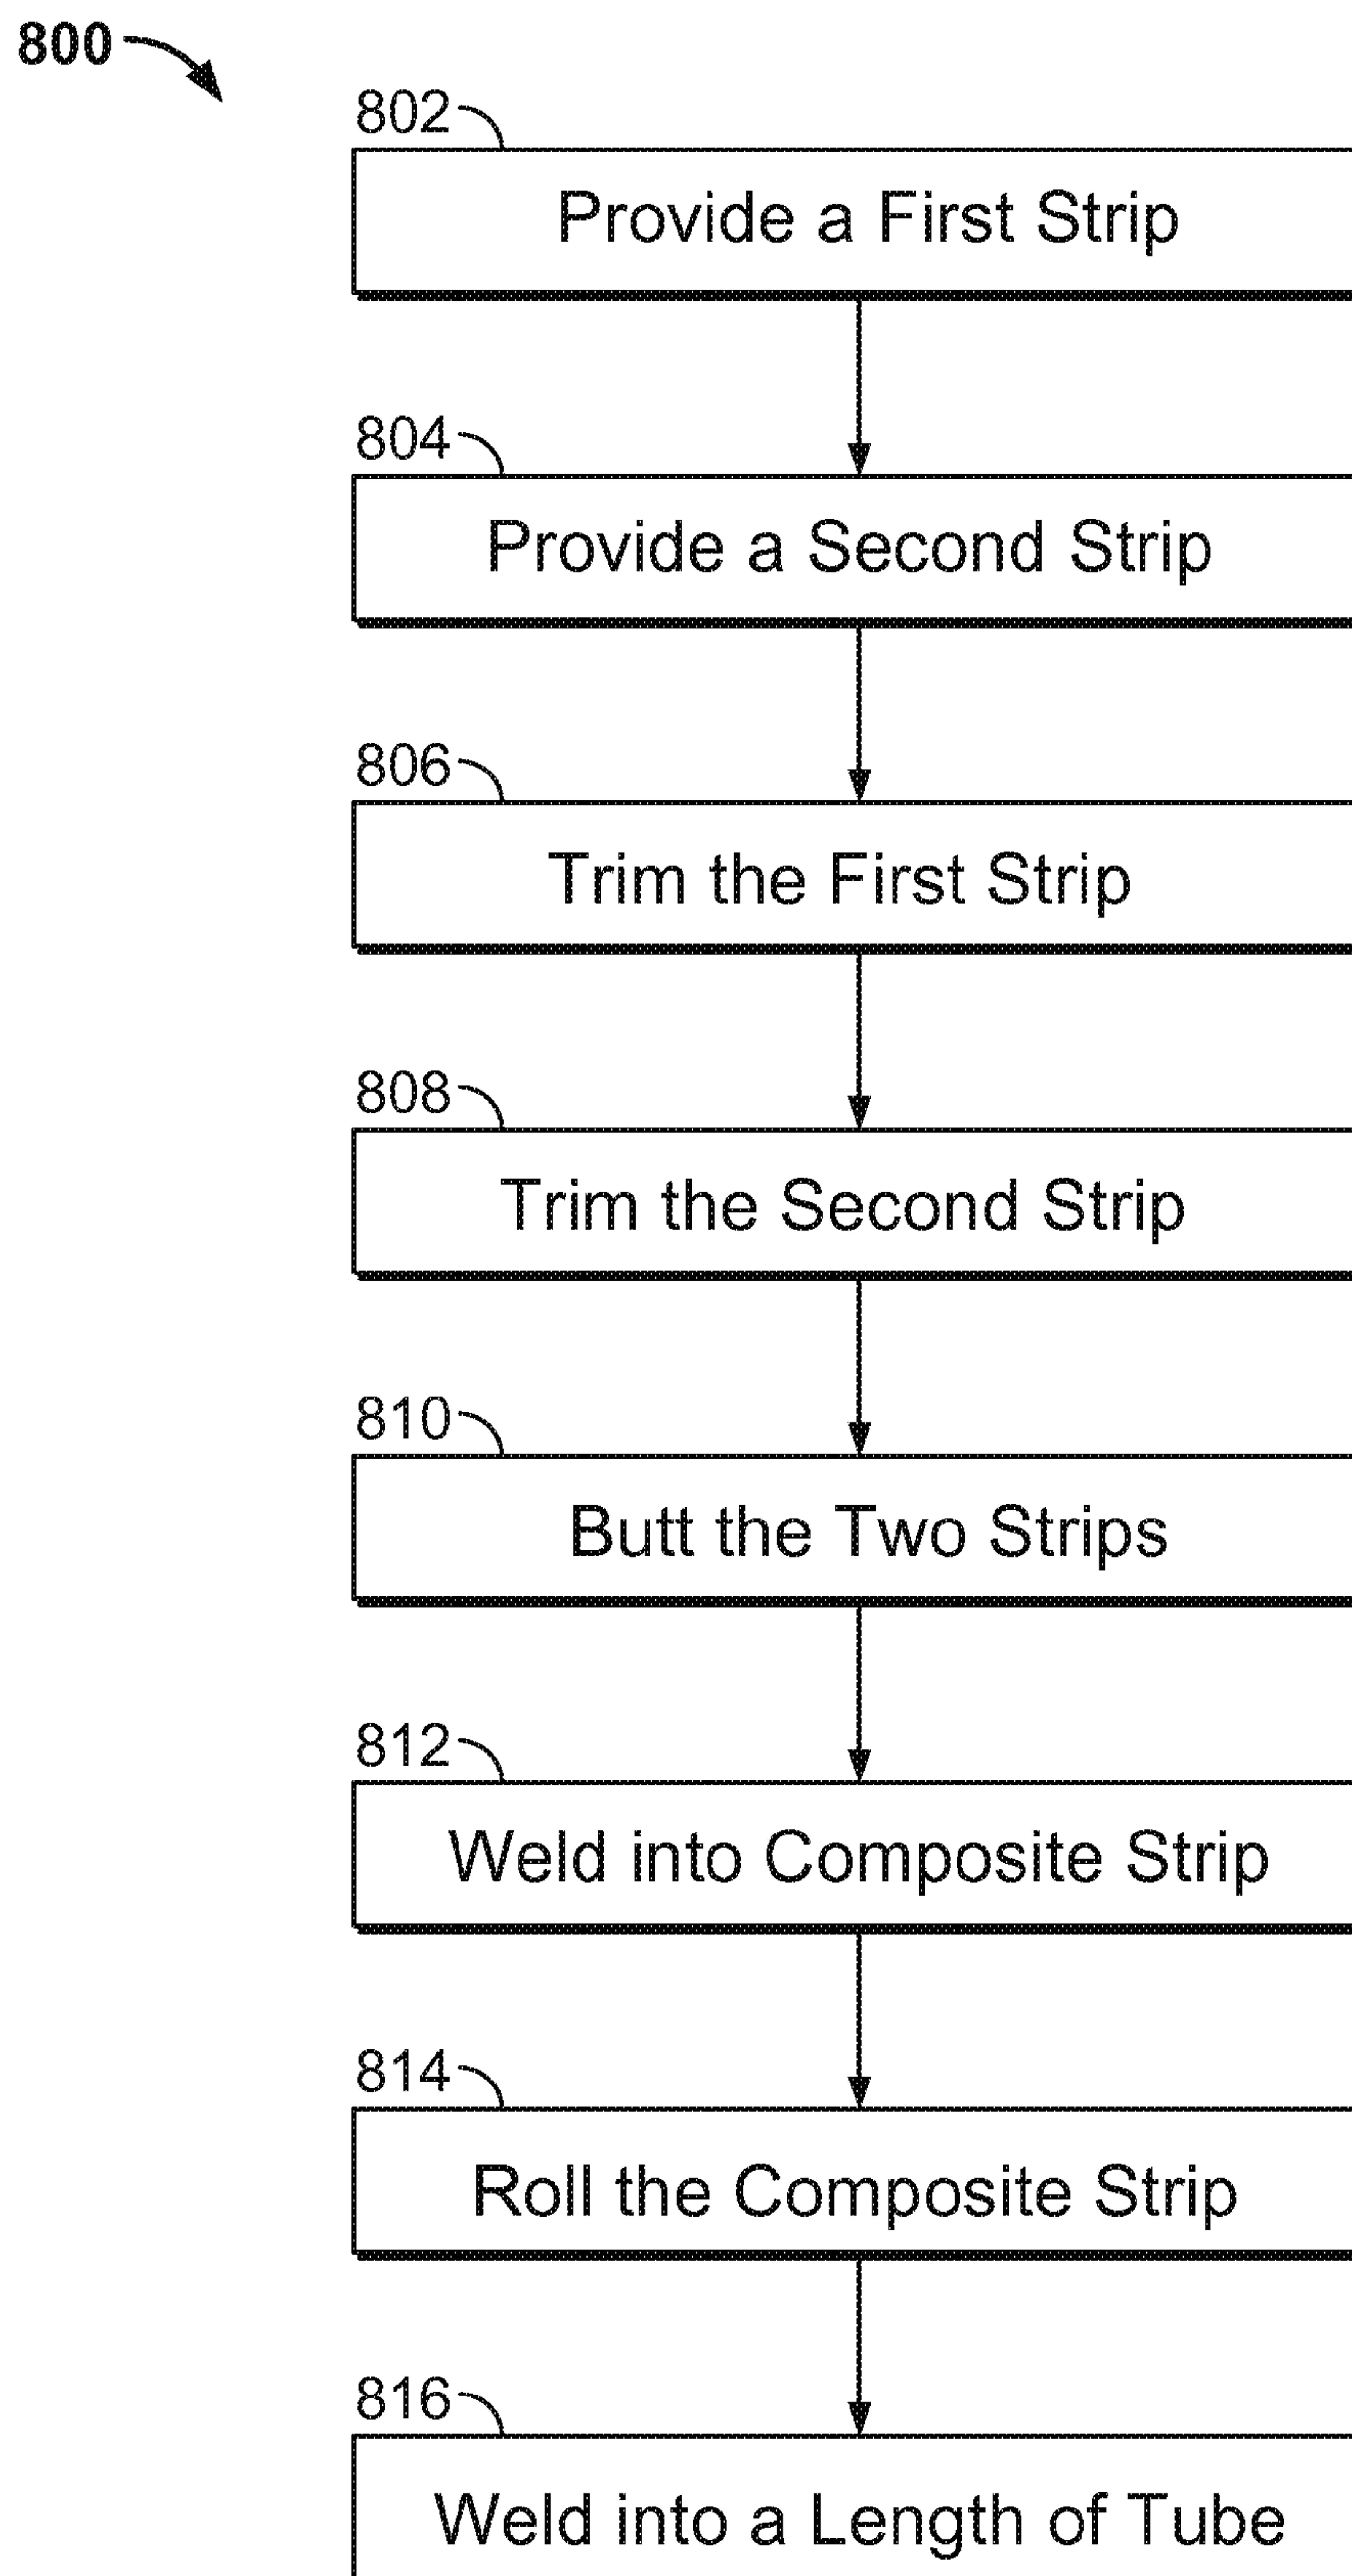 800
802
Provide a First Strip
804
Provide a Second Strip
806
Trim the First Strip
808
Trim the Second Strip
810
Butt the Two Strips
812
Weld into Composite Strip
814
Roll the Composite Strip
816
Weld into a Length of Tube